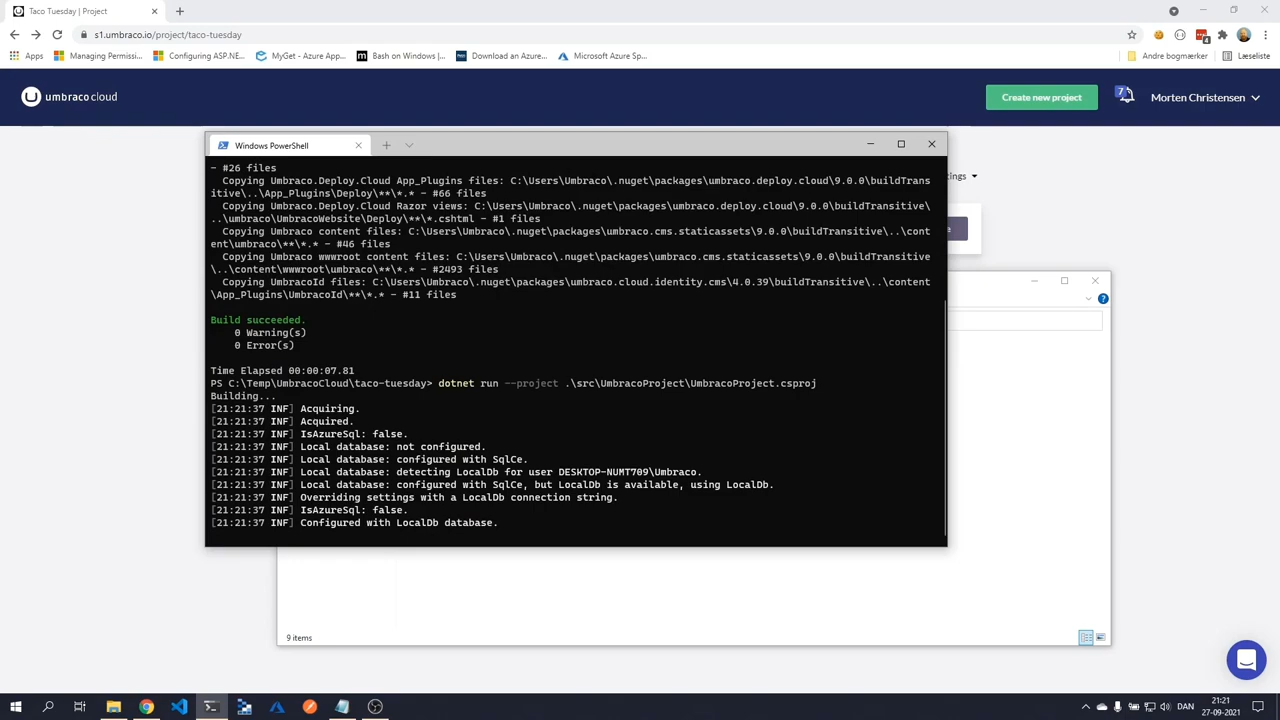 Taco Tuesday | Project
s1.umbraco.io/project/taco-tuesday
4
Apps
Managing Permissi...
Configuring ASP.NE...
MyGet - Azure App...
Bash on Windows |...
Download an Azure...
Microsoft Azure Sp...
Andre bogmærker
Læseliste
umbraco cloud
Create new project
7
Morten Christensen
Windows PowerShell
- #26 files
Copying Umbraco.Deploy.Cloud App_Plugins files: C:\Users\Umbraco\.nuget\packages\umbraco.deploy.cloud\9.0.0\buildTrans
itive\..\App_Plugins\Deploy\**\*.* - #66 files
Copying Umbraco.Deploy.Cloud Razor views: C:\Users\Umbraco\.nuget\packages\umbraco.deploy.cloud\9.0.0\buildTransitive\
..\umbraco\UmbracoWebsite\Deploy\**\*.cshtml - #1 files
Copying Umbraco content files: C:\Users\Umbraco\.nuget\packages\umbraco.cms.staticassets\9.0.0\buildTransitive\..\cont
ent\umbraco\**\*.* - #46 files
Copying Umbraco wwwroot content files: C:\Users\Umbraco\.nuget\packages\umbraco.cms.staticassets\9.0.0\buildTransitive
\..\content\wwwroot\umbraco\**\*.* - #2493 files
Copying UmbracoId files: C:\Users\Umbraco\.nuget\packages\umbraco.cloud.identity.cms\4.0.39\buildTransitive\..\content
\App_Plugins\UmbracoId\**\*.* - #11 files
Build succeeded.
0 Warning(s)
0 Error(s)
Time Elapsed 00:00:07.81
PS C:\Temp\UmbracoCloud\taco-tuesday> dotnet run --project .\src\UmbracoProject\UmbracoProject.csproj
Building...
[21:21:37 INF] Acquiring.
[21:21:37 INF] Acquired.
[21:21:37 INF] IsAzureSql: false.
[21:21:37 INF] Local database: not configured.
[21:21:37 INF] Local database: configured with SqlCe.
[21:21:37 INF] Local database: detecting LocalDb for user DESKTOP-NUMT709\Umbraco.
[21:21:37 INF] Local database: configured with SqlCe, but LocalDb is available, using LocalDb.
[21:21:37 INF] Overriding settings with a LocalDb connection string.
[21:21:37 INF] IsAzureSql: false.
[21:21:37 INF] Configured with LocalDb database.
ings
e
9 items
DAN
21:21
27-09-2021